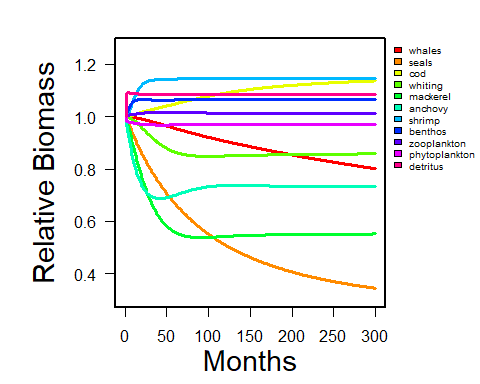 Relative Biomass
1.2
1.0
0.8
0.6
0.4
0 50 100 150 200 250 300
Months
whales
seals
cod
whiting
mackerel
anchovy
shrimp
benthos
zooplankton
phytoplankton
detritus